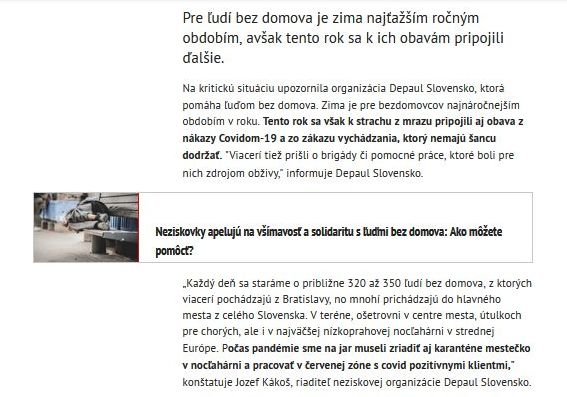 Pre ľudí bez domova je zima najťažším ročným
obdobím, avšak tento rok sa k ich obavám pripojili
ďalšie.
Na kritickú situáciu upozornila organizácia Depaul Slovensko, ktorá
pomáha ľuďom bez domova. Zima je pre bezdomovcov najnáročnejším
obdobím v roku. Tento rok sa však k strachu z mrazu pripojili aj obava z
nákazy Covidom-19 a zo zákazu vychádzania, ktorý nemajú šancu
dodržať. "Viacerí tiež prišli o brigády či pomocné práce, ktoré boli pre
nich zdrojom obživy," informuje Depaul Slovensko.
Neziskovky apelujú na všímavosť a solidaritu s ľuďmi bez domova: Ako môžete
pomôcť?
„Každý deň sa staráme o približne 320 až 350 ľudí bez domova, z ktorých
viacerí pochádzajú z Bratislavy, no mnohí prichádzajú do hlavného
mesta z celého Slovenska. V teréne, ošetrovni v centre mesta, útulkoch
pre chorých, ale i v najväčšej nízkoprahovej nocľahárni v strednej
Európe. Počas pandémie sme na jar museli zriadiť aj karanténe mestečko
v nocľahárni a pracovať v červenej zóne s covid pozitívnymi klientmi,"
konštatuje Jozef Kákoš, riaditeľ neziskovej organizácie Depaul Slovensko.